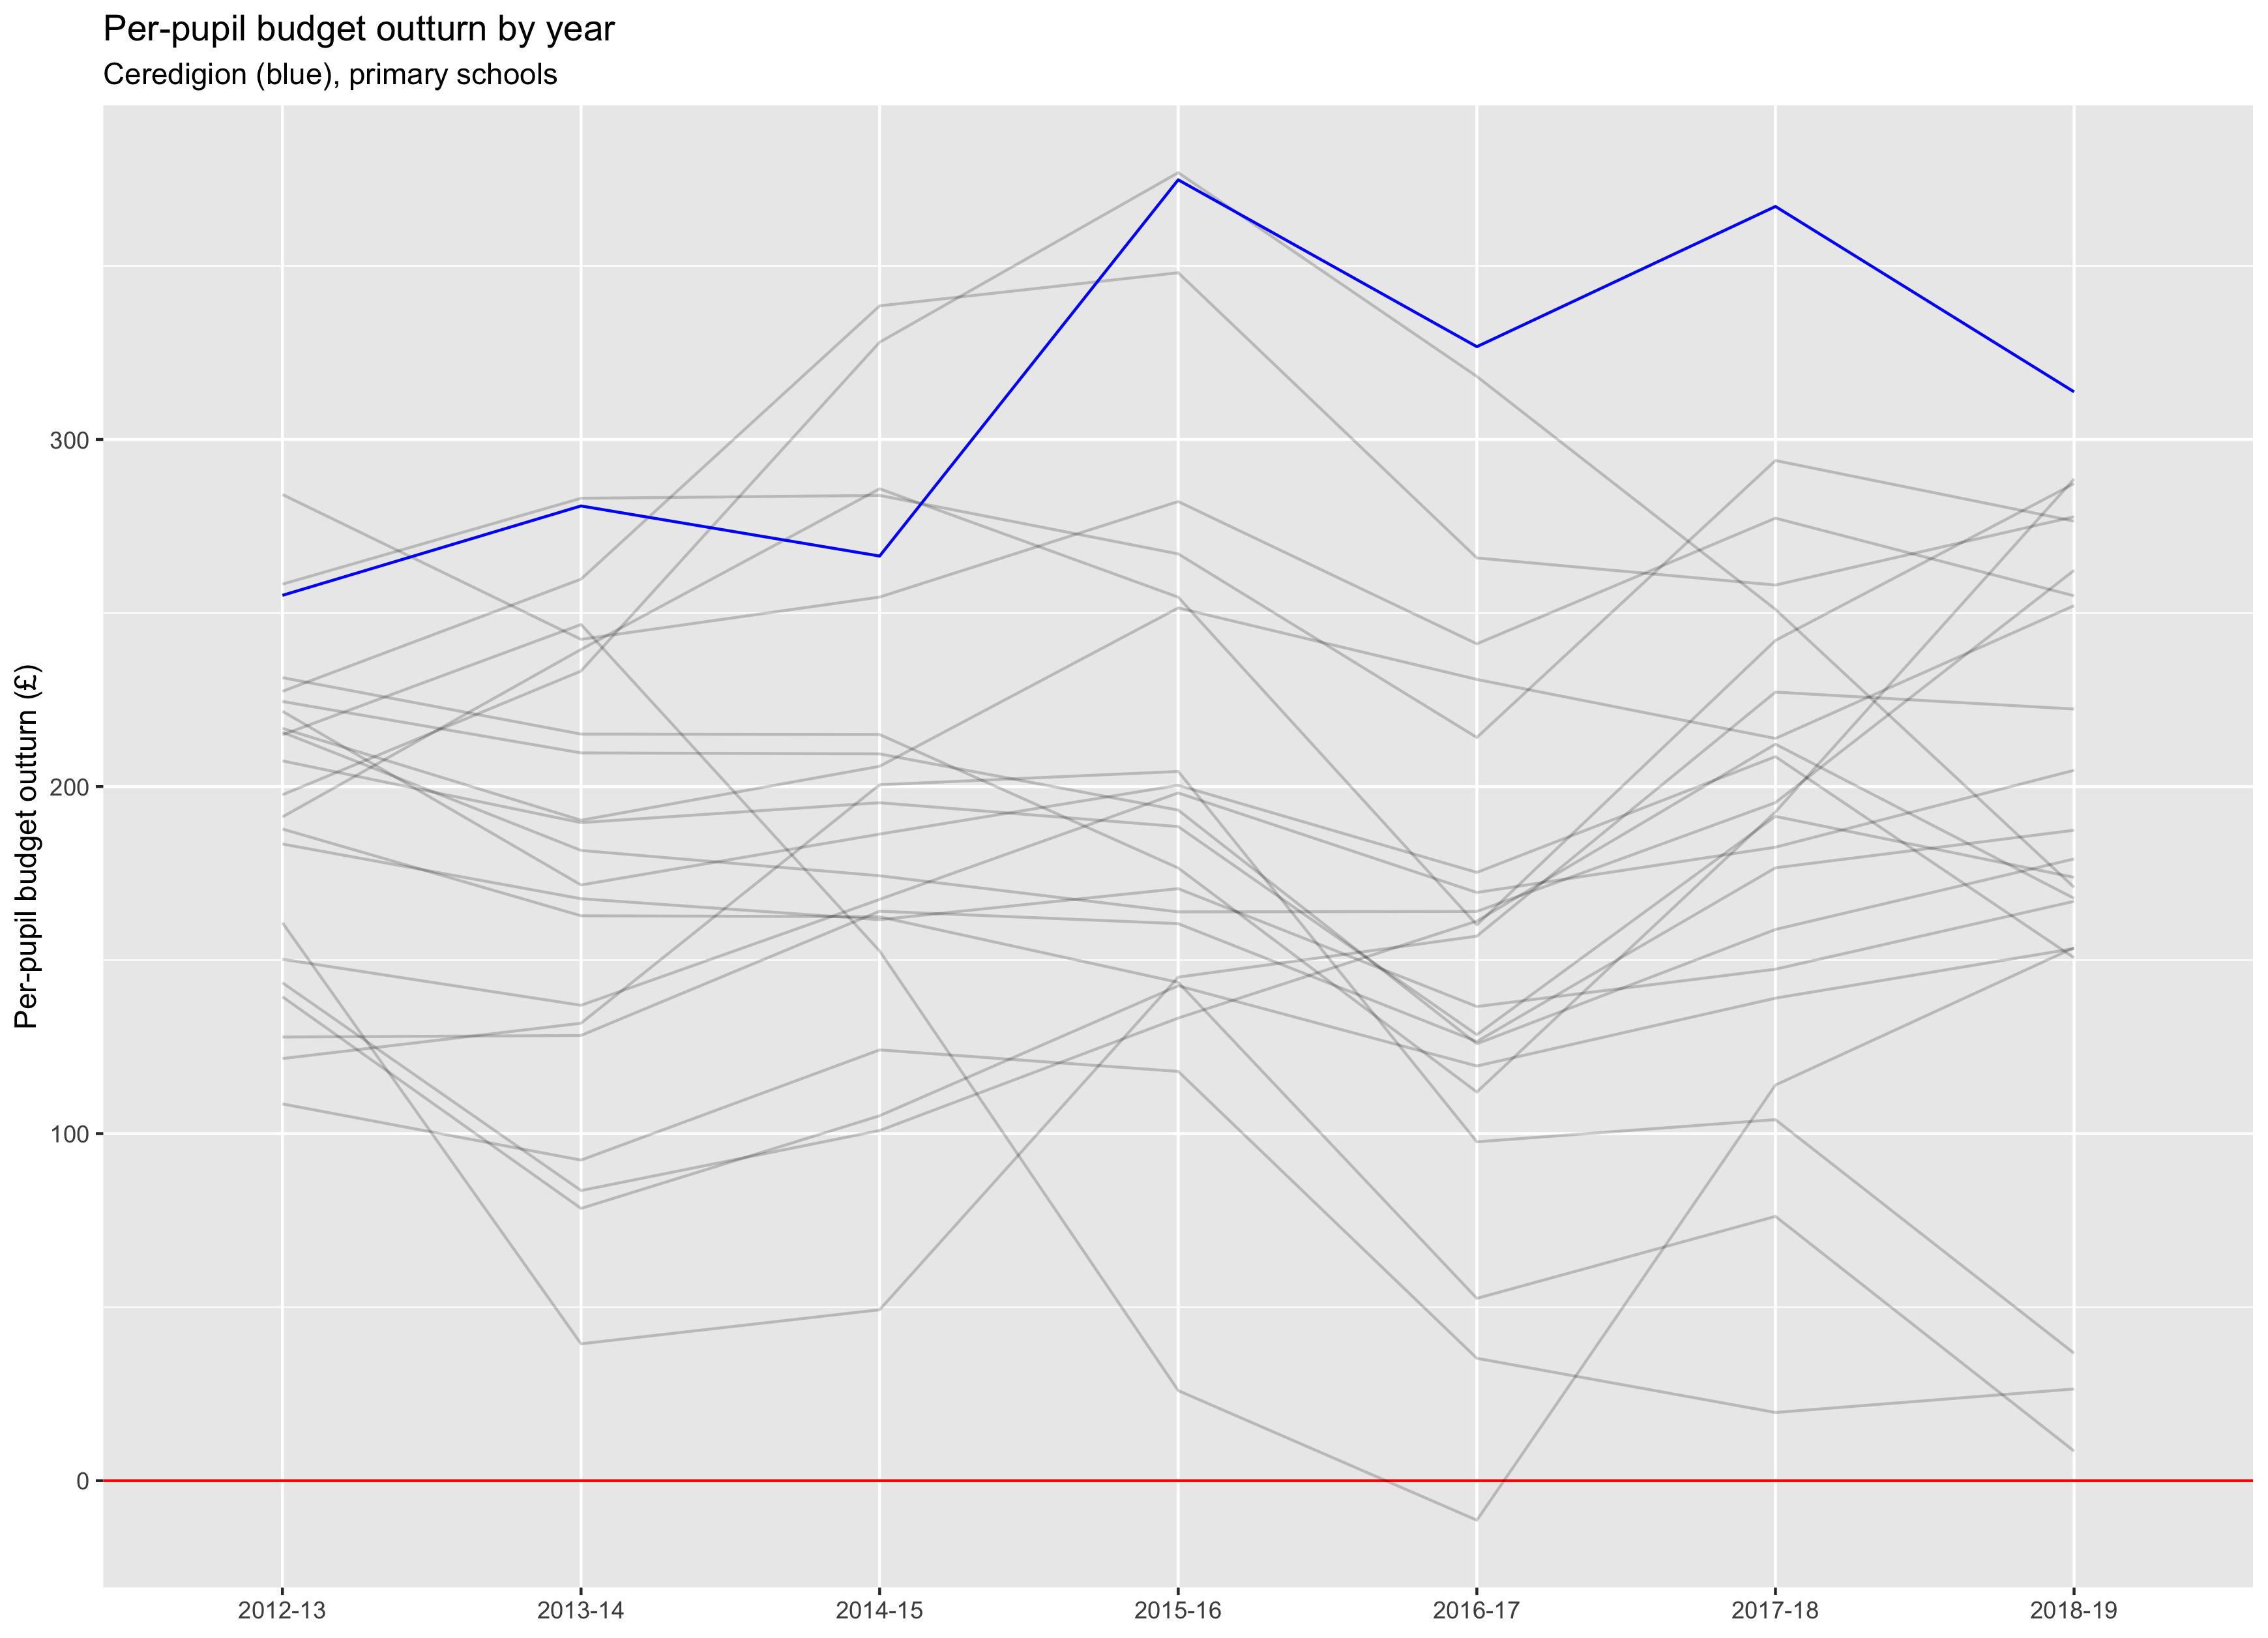 Per-pupil budget outturn by year
Ceredigion (blue), primary schools
Per-pupil budget outturn (£)
300
200
100
0
2012-13 2013-14 2014-15 2015-16 2016-17 2017-18 2018-19